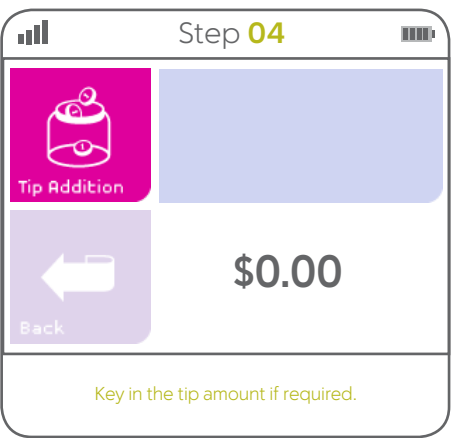 Step 04
Tip Addition
Back
$0.00
Key in the tip amount if required.